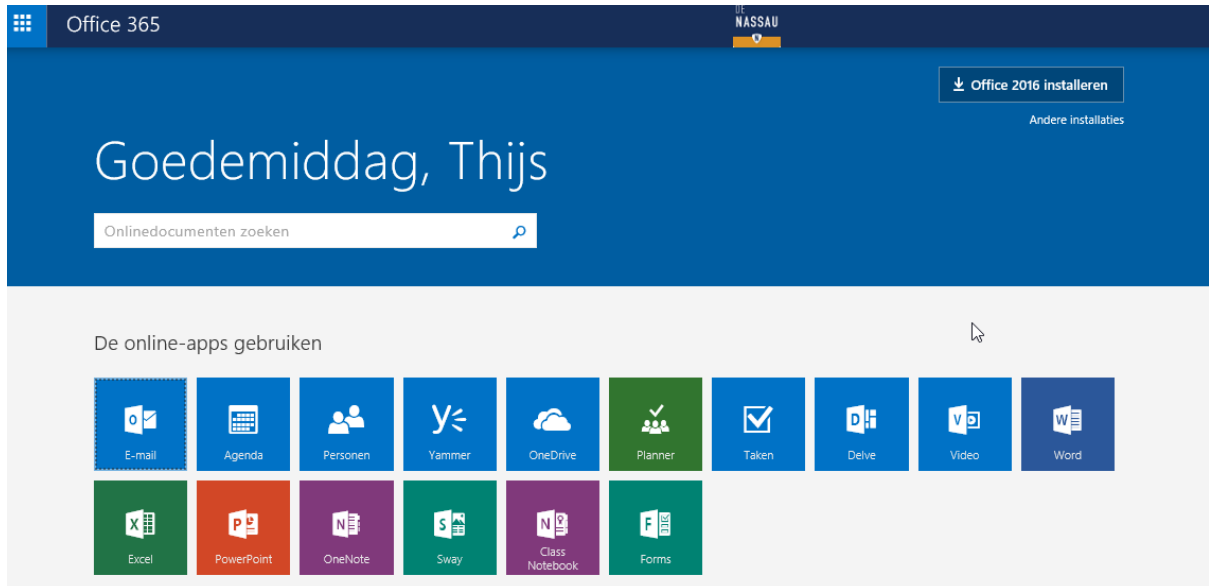 Office 365
DE
NASSAU
Office 2016 installeren
Andere installaties
Goedemiddag, Thijs
Onlinedocumenten zoeken
De online-apps gebruiken
E-mail
Agenda
Personen
Yammer
OneDrive
Planner
Taken
Delve
Video
Word
Excel
PowerPoint
OneNote
Sway
Class
Notebook
Forms